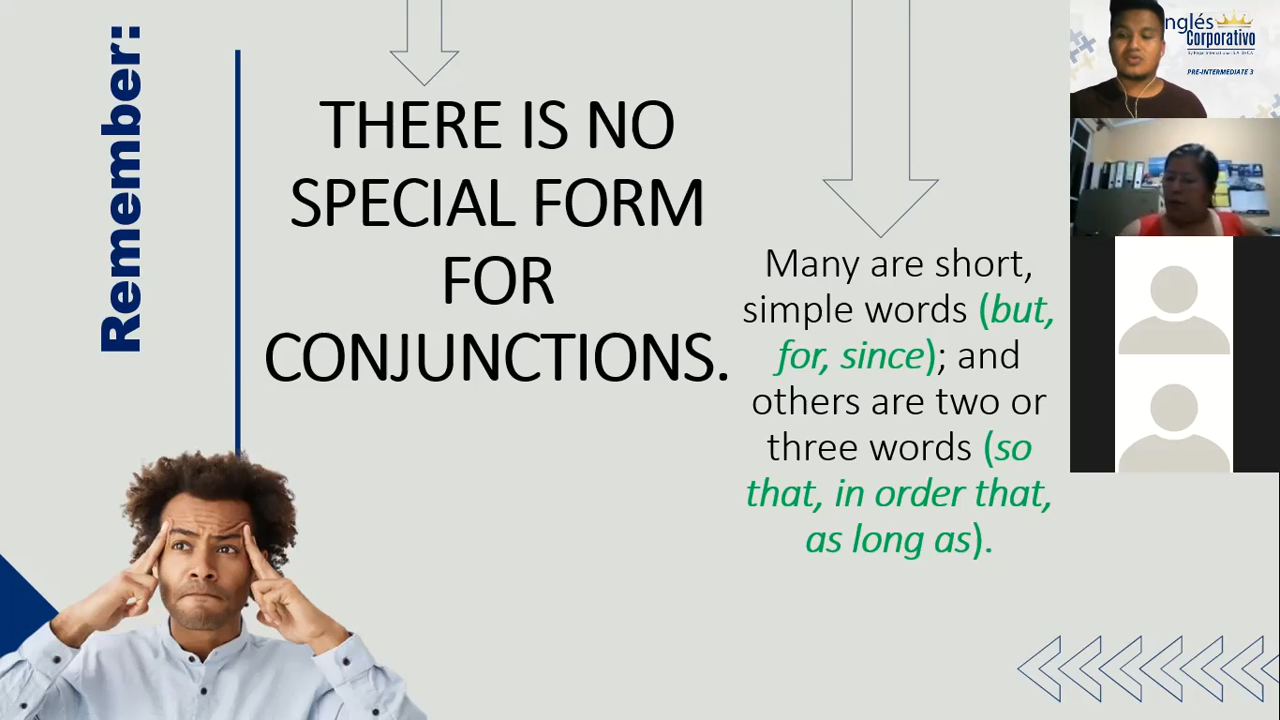 Remember:
THERE IS NO
SPECIAL FORM
FOR
CONJUNCTIONS.
Many are short,
simple words (but,
for, since); and
others are two or
three words (so
that, in order that,
as long as).
nglés
Corporativo
PRE-INTERMEDIATE 3